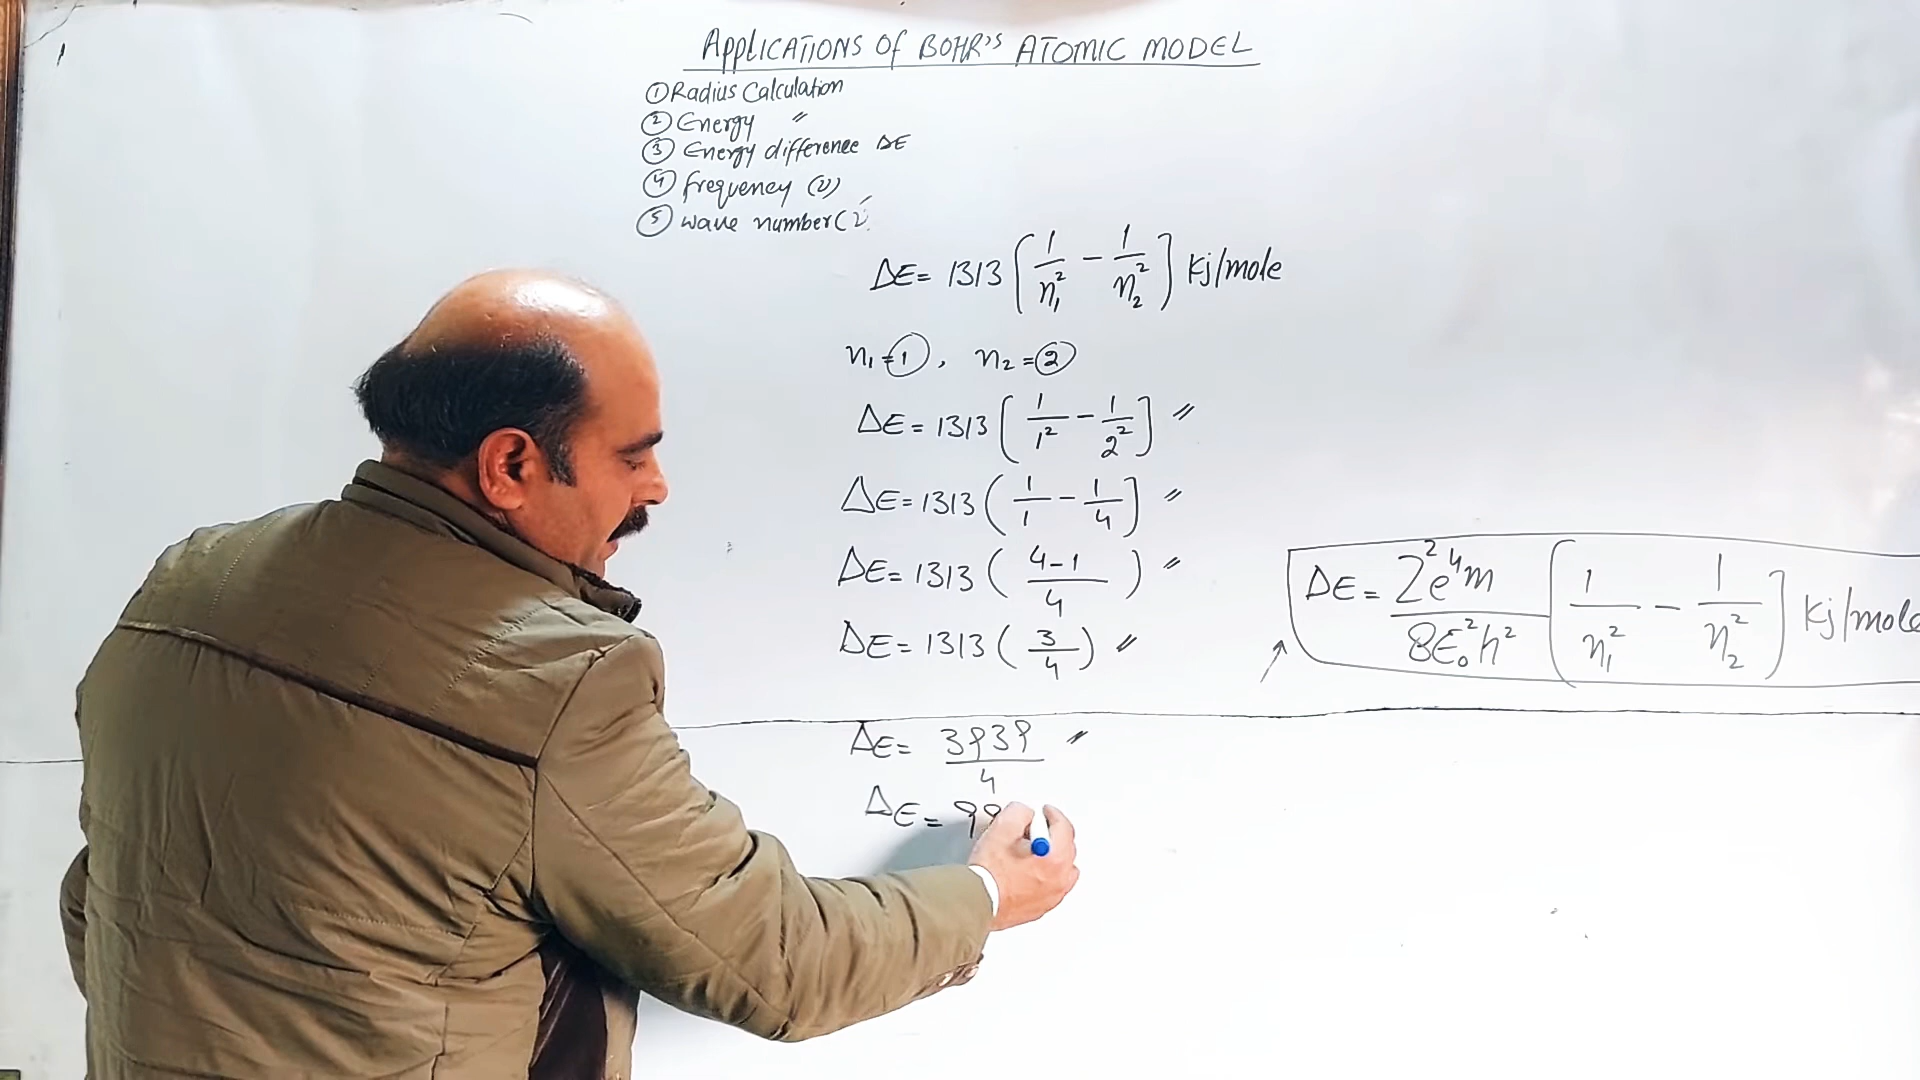 APPLICATIONS OF BOHR'S ATOMIC MODEL
① Radius Calculation
② Energy 〃
③ Energy difference ΔE
④ frequency (ν)
⑤ wave number (ν̄
ΔE = 1313 [1/n₁² − 1/n₂²] Kj/mole
n₁ = ①, n₂ = ②
ΔE = 1313 [1/1² − 1/2²] 〃
ΔE = 1313 (1/1 − 1/4] 〃
ΔE = 1313 (4-1/4) 〃
ΔE = 1313 (3/4) 〃
ΔE = 3939/4 〃
ΔE = 99
ΔE = Z²e⁴m/8ε₀²h² [1/n₁² − 1/n₂²] Kj/mole